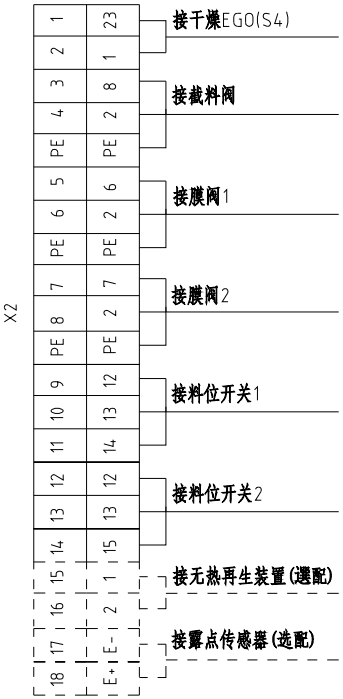 X2
1 23 接干燥EGO(S4)
2 1
3 8 接截料阀
4 2
PE PE
5 6 接膜阀1
6 2
PE PE
7 7 接膜阀2
8 2
PE PE
9 12 接料位开关1
10 13
11 14
12 12 接料位开关2
13 13
14 15
15 1 接无热再生装置(選配)
16 2
17 E- 接露点传感器(选配)
18 E+